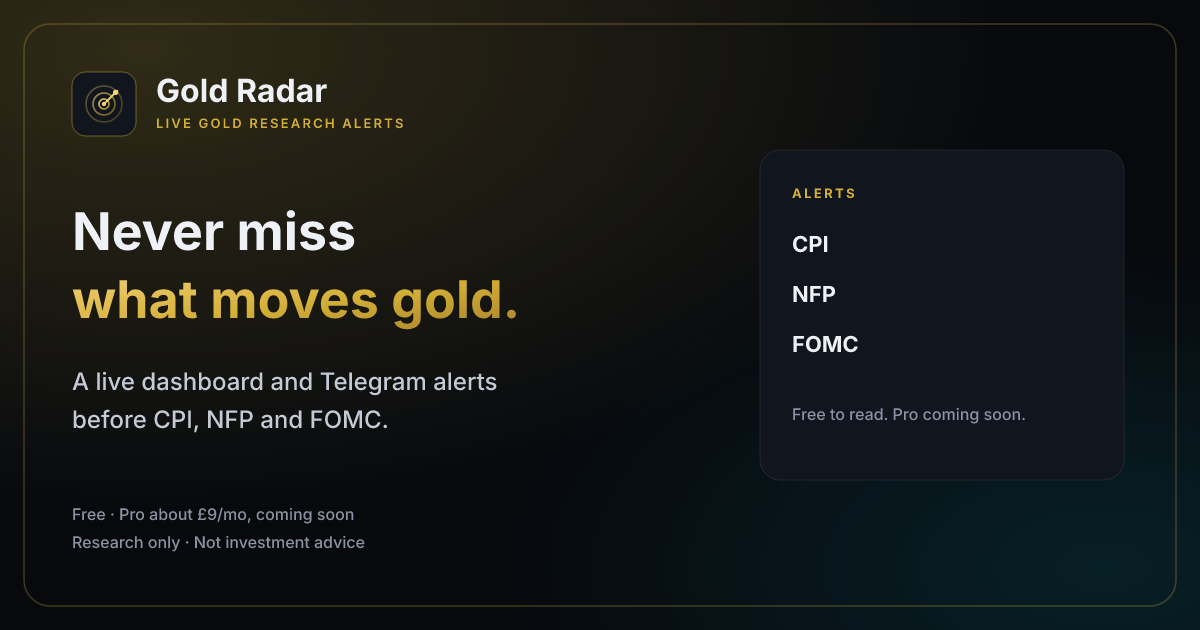 Gold Radar
LIVE GOLD RESEARCH ALERTS
Never miss
what moves gold.
A live dashboard and Telegram alerts
before CPI, NFP and FOMC.
Free · Pro about £9/mo, coming soon
Research only · Not investment advice
ALERTS
CPI
NFP
FOMC
Free to read. Pro coming soon.